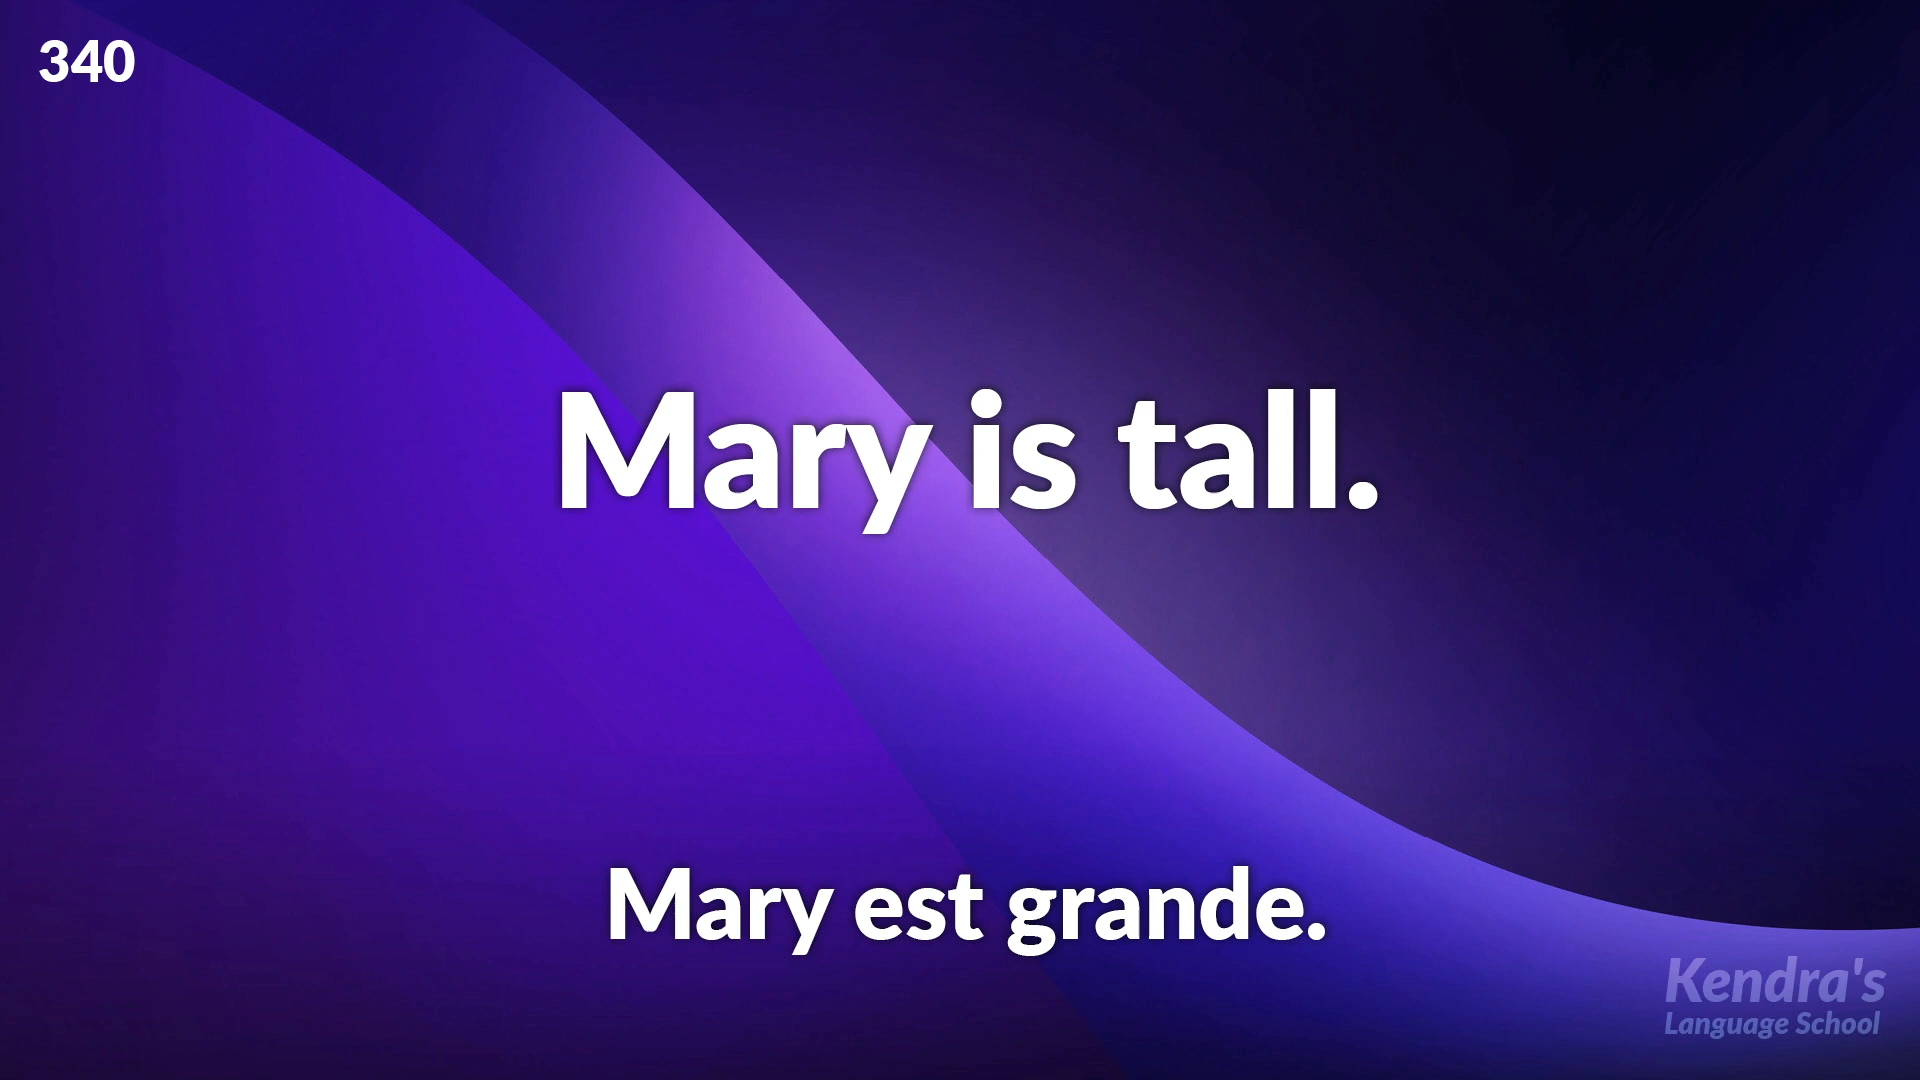 340
Mary is tall.
Mary est grande.
Kendra's
Language School